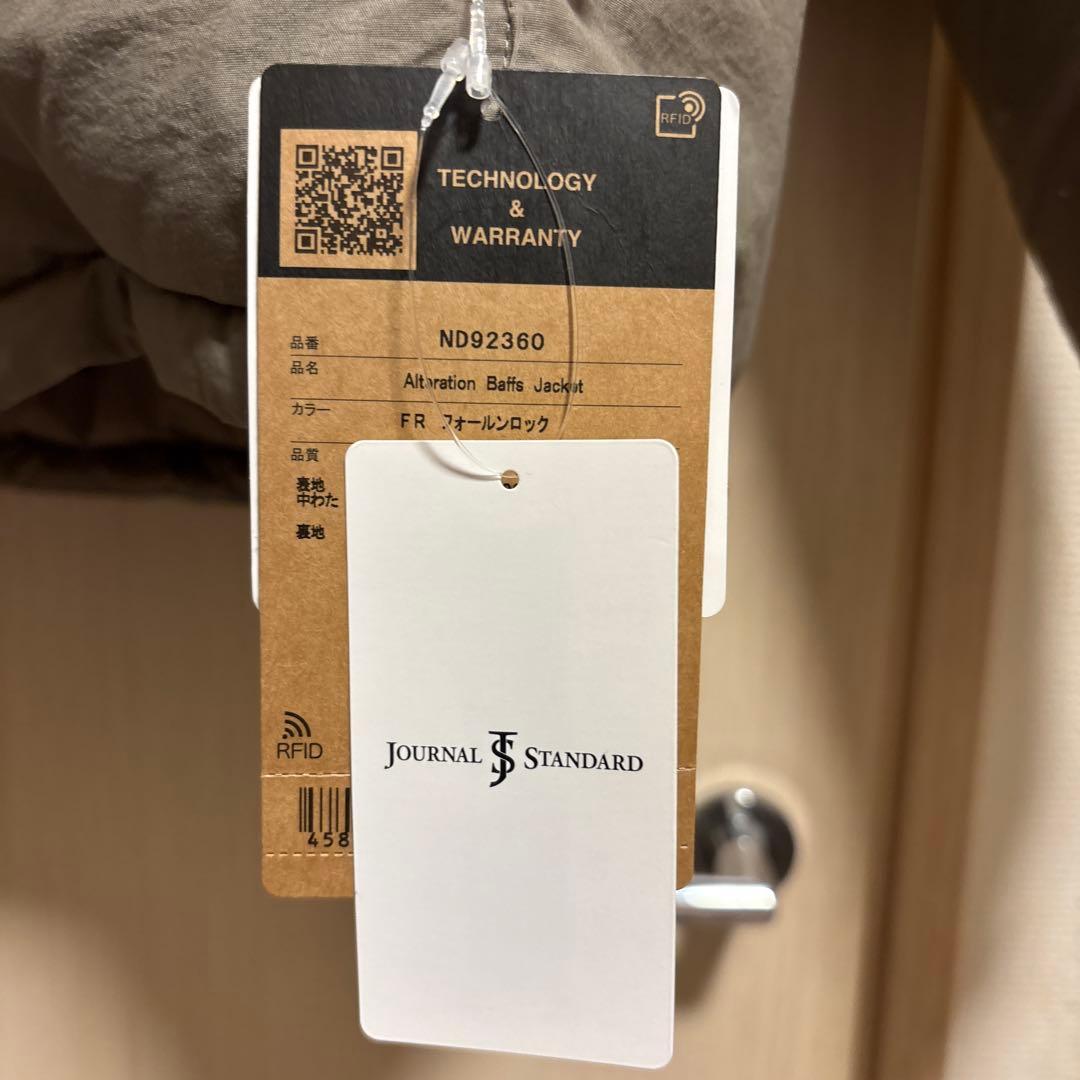 RFID
TECHNOLOGY
&
WARRANTY
品番 ND92360
品名 Alteration Baffs Jacket
カラー FR フォールンロック
品質
表地
中わた
裏地
RFID
458
JOURNAL JS STANDARD